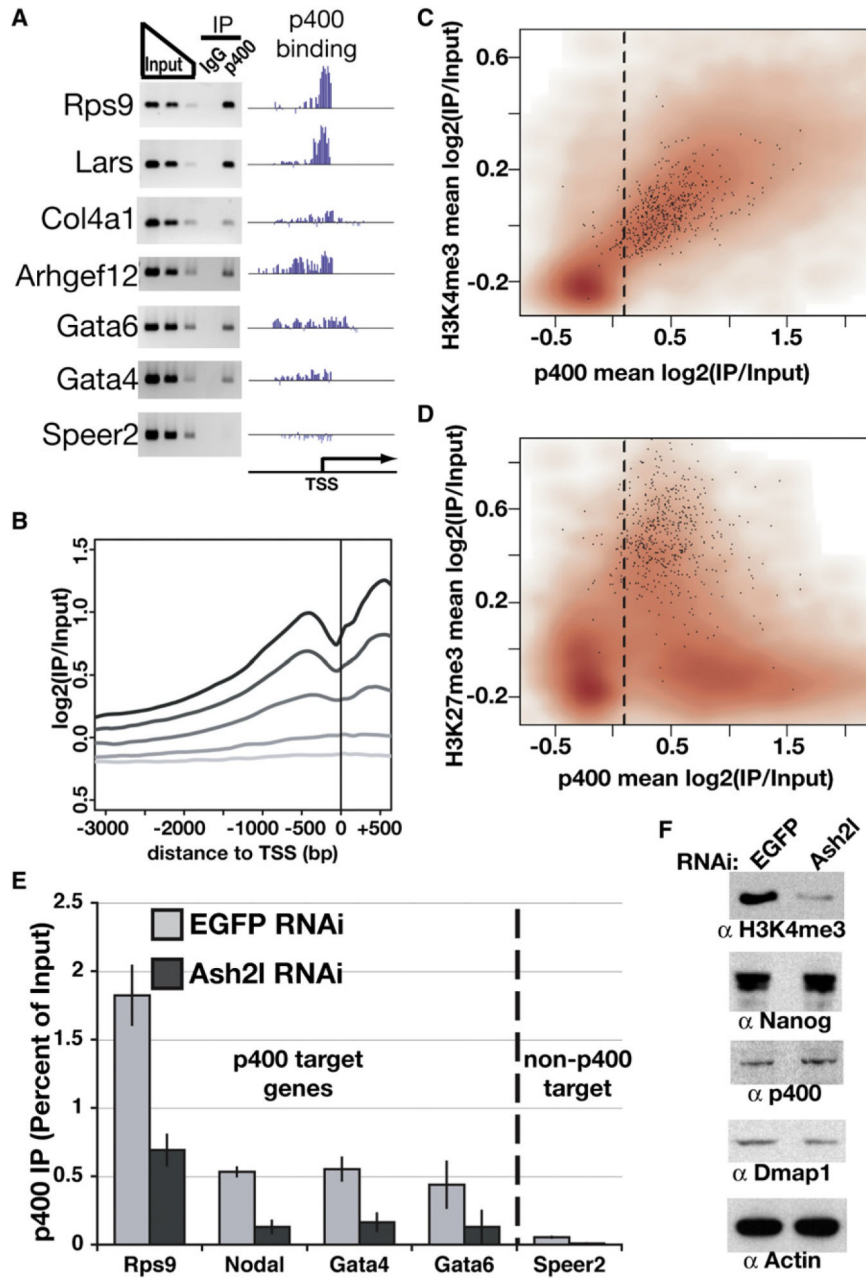 A
Input
IP
IgG
p400
p400
binding
Rps9
Lars
Col4a1
Arhgef12
Gata6
Gata4
Speer2
TSS
B
log2(IP/Input)
1.5
1.0
0.5
0.0
0.5
-3000
-2000
-1000
-500
0
+500
distance to TSS (bp)
C
H3K4me3 mean log2(IP/Input)
0.6
0.2
-0.2
-0.5
0.5
1.5
p400 mean log2(IP/Input)
D
H3K27me3 mean log2(IP/Input)
0.6
0.2
-0.2
-0.5
0.5
1.5
p400 mean log2(IP/Input)
E
p400 IP (Percent of Input)
2.5
2
1.5
1
0.5
0
EGFP RNAi
Ash2l RNAi
p400 target
genes
non-p400
target
Rps9
Nodal
Gata4
Gata6
Speer2
F
RNAi:
EGFP
Ash2l
α H3K4me3
α Nanog
α p400
α Dmap1
α Actin